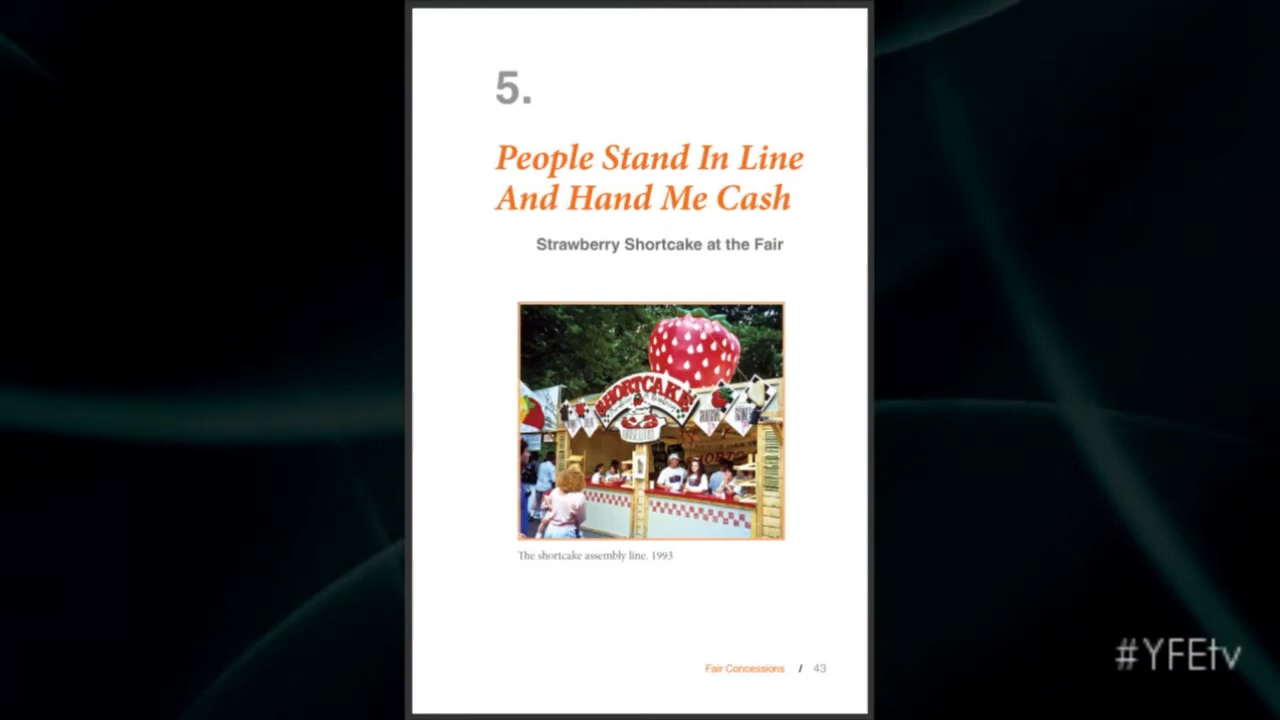 5.
People Stand In Line
And Hand Me Cash
Strawberry Shortcake at the Fair
SHORTCAKE
The shortcake assembly line. 1993
Fair Concessions / 43
#YFEtv